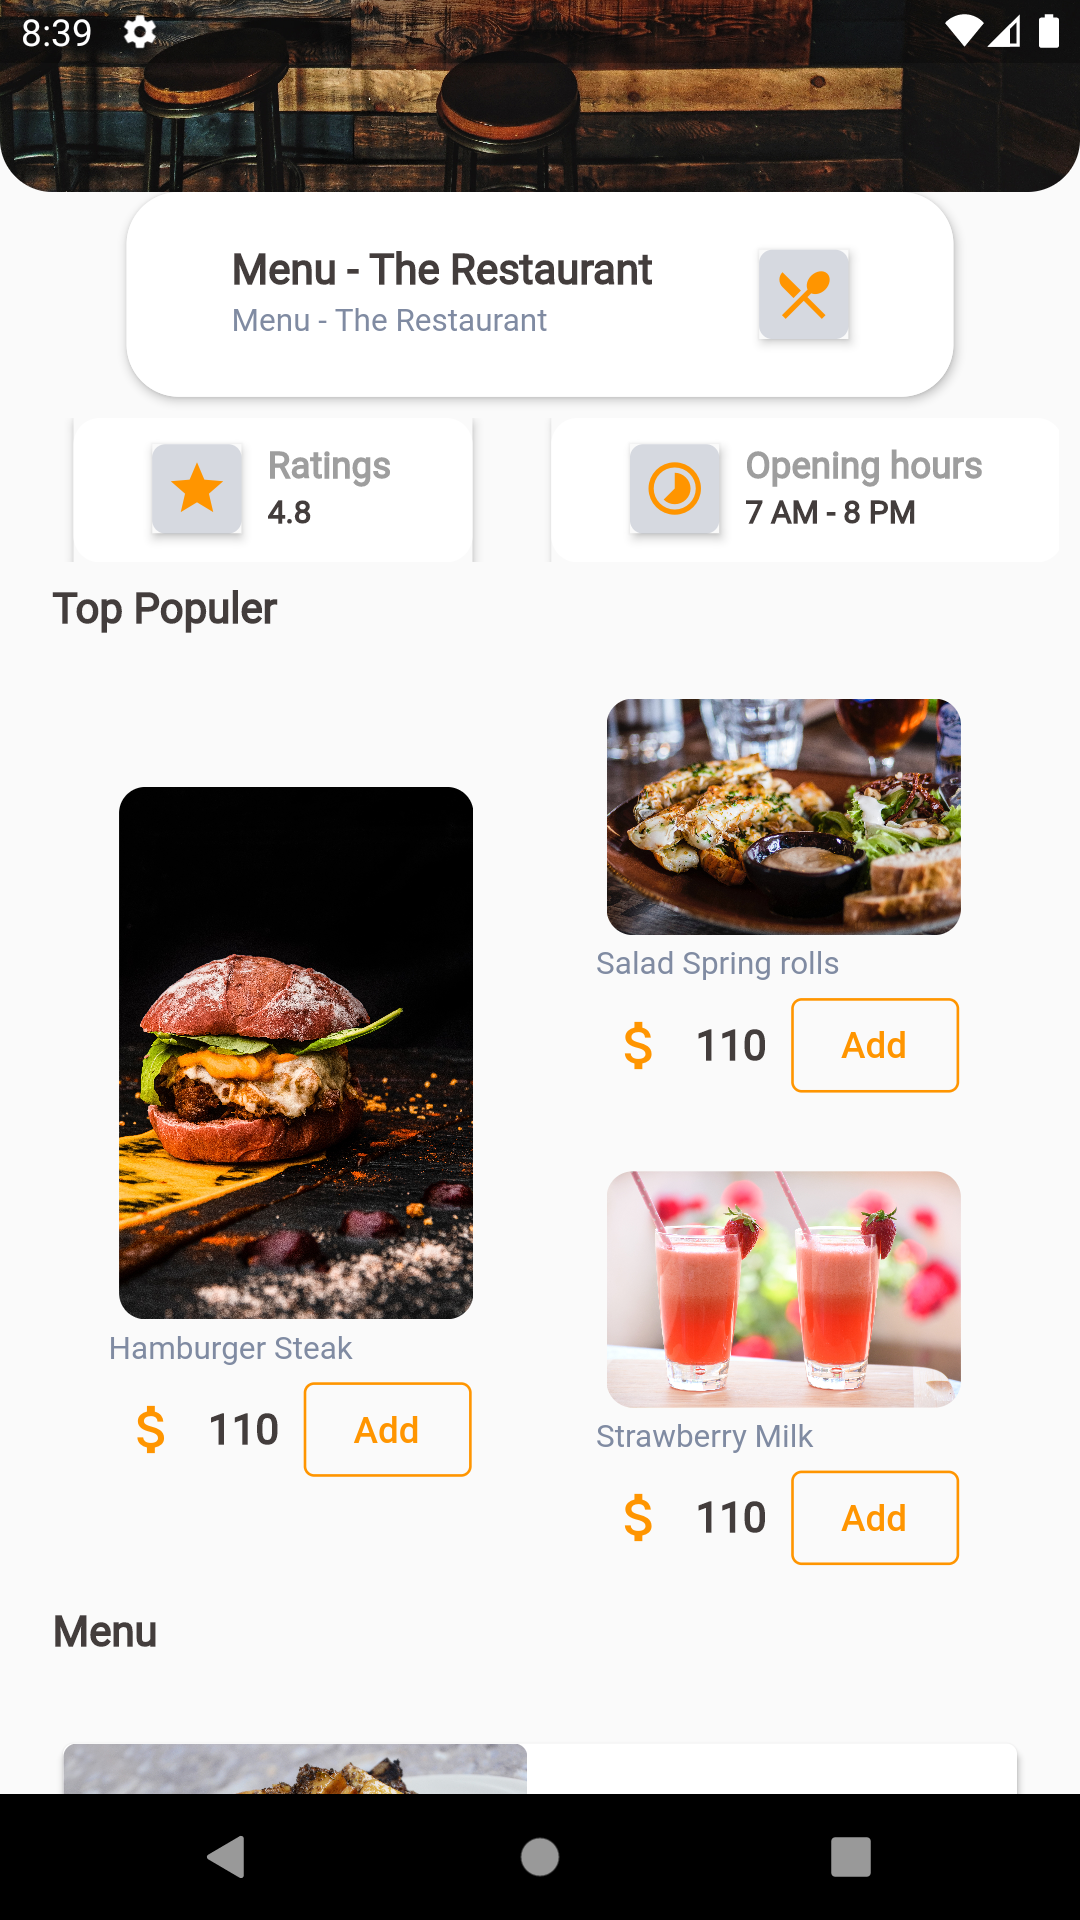 8:39
Menu - The Restaurant
Menu - The Restaurant
Ratings
4.8
Opening hours
7 AM - 8 PM
Top Populer
Salad Spring rolls
$ 110 Add
Hamburger Steak
$ 110 Add
Strawberry Milk
$ 110 Add
Menu